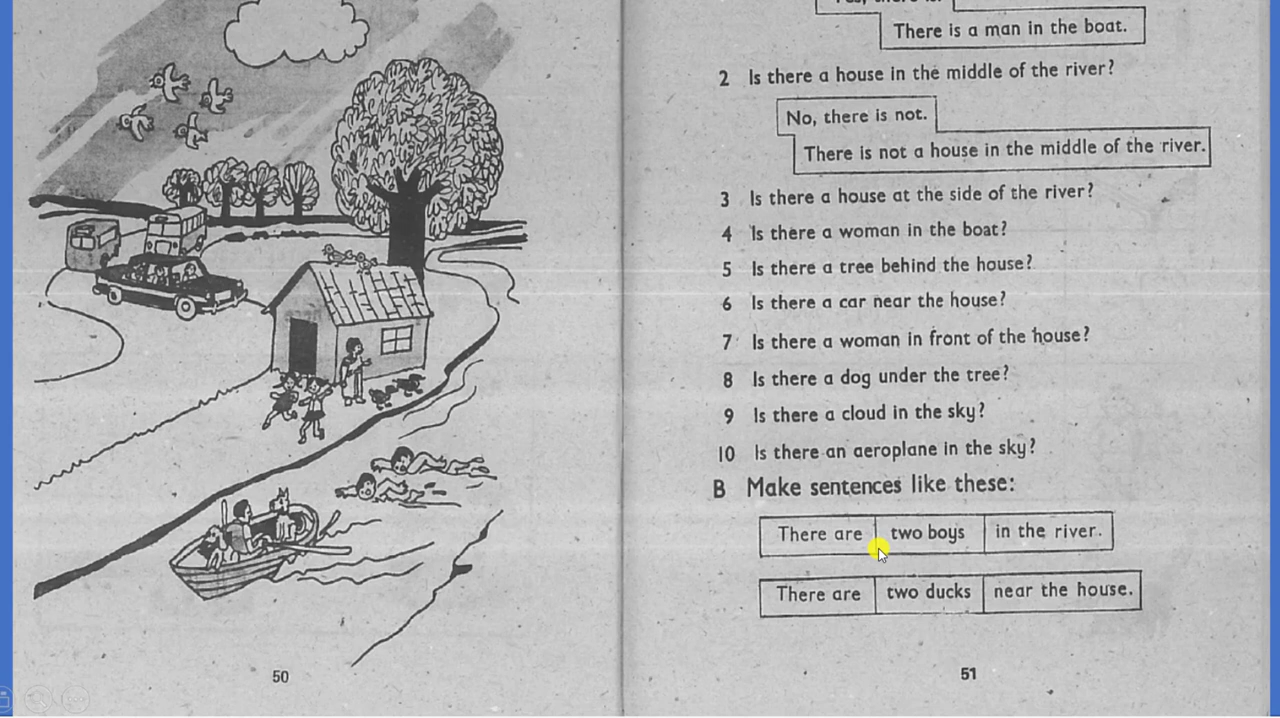 Yes, there is.
There is a man in the boat.
2 Is there a house in the middle of the river?
No, there is not.
There is not a house in the middle of the river.
3 Is there a house at the side of the river?
4 Is there a woman in the boat?
5 Is there a tree behind the house?
6 Is there a car near the house?
7 Is there a woman in front of the house?
8 Is there a dog under the tree?
9 Is there a cloud in the sky?
10 Is there an aeroplane in the sky?
B Make sentences like these:
There are two boys in the river.
There are two ducks near the house.
50
51